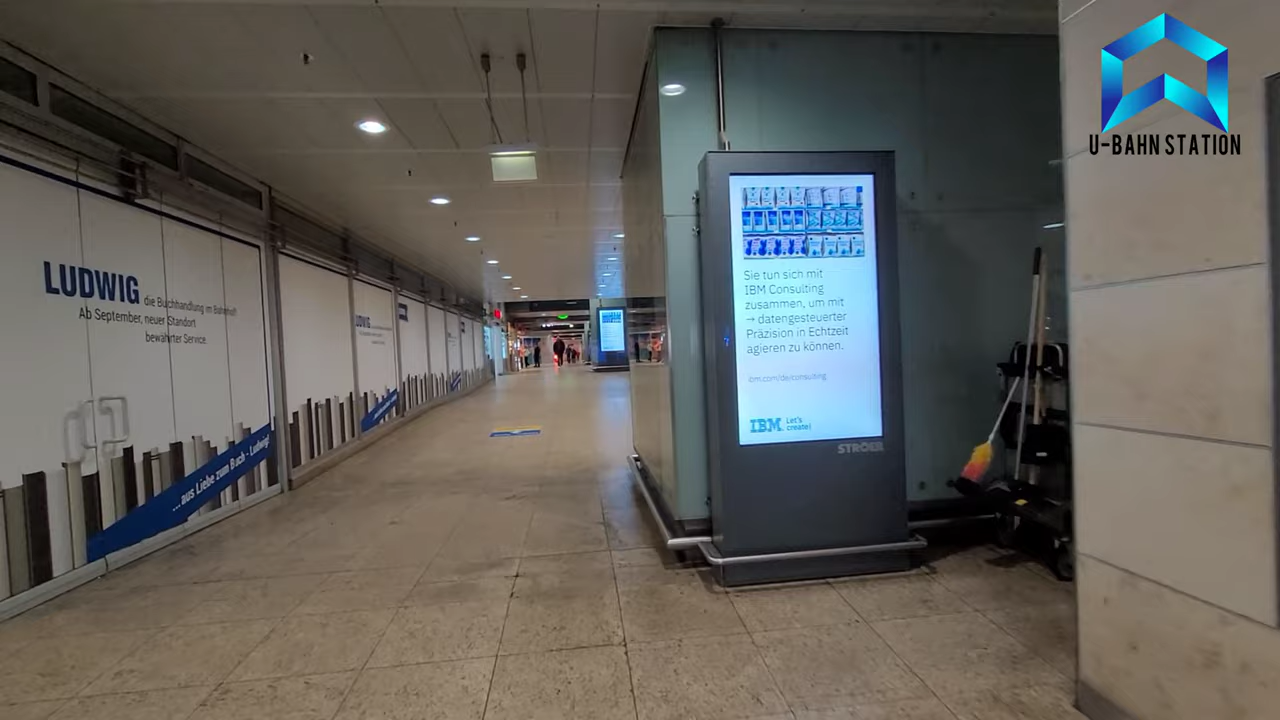 LUDWIG die Buchhandlung im Bahnhof!
Ab September, neuer Standort
bewährter Service.
...aus Liebe zum Buch - Ludwig!
LUDWIG
Sie tun sich mit
IBM Consulting
zusammen, um mit
→ datengesteuerter
Präzision in Echtzeit
agieren zu können.
ibm.com/de/consulting
IBM Let's
create!
STRÖER
U-BAHN STATION